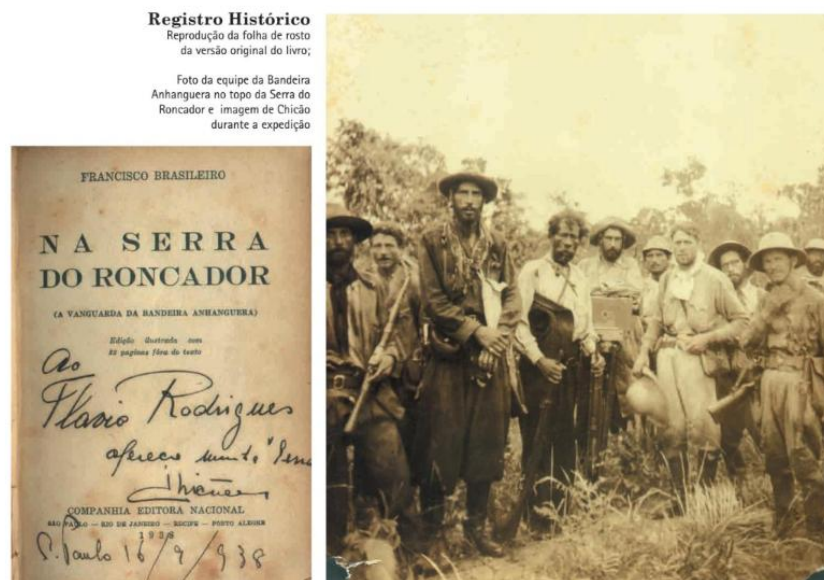 Registro Histórico
Reprodução da folha de rosto
da versão original do livro;
Foto da equipe da Bandeira
Anhanguera no topo da Serra do
Roncador e imagem de Chicão
durante a expedição
FRANCISCO BRASILEIRO
NA SERRA
DO RONCADOR
(A VANGUARDA DA BANDEIRA ANHANGUERA)
Edição ilustrada com
paginas fóra do texto
Ao
Flavio Rodrigues
oferece
Chicão
COMPANHIA EDITORA NACIONAL
SÃO PAULO — RIO DE JANEIRO — RECIFE — PORTO ALEGRE
1938
S. Paulo 16/9/938